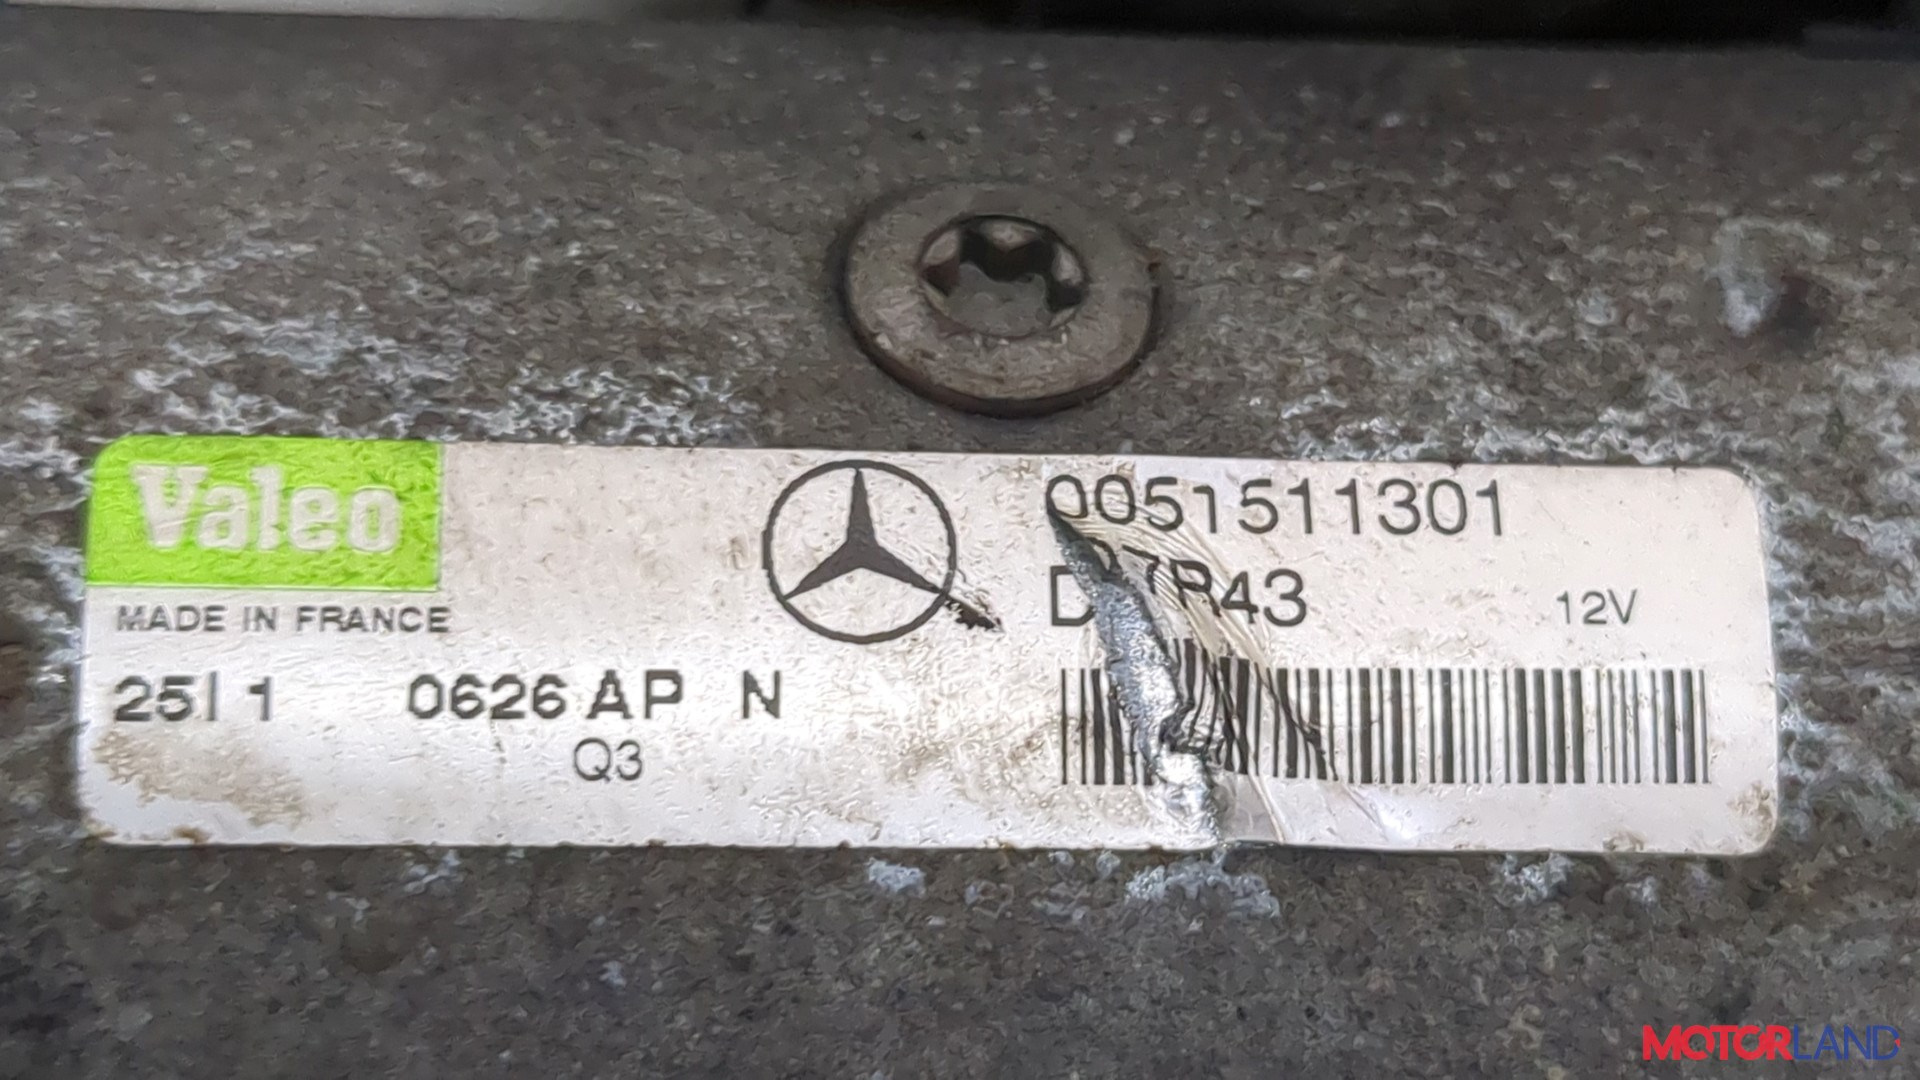 Valeo
MADE IN FRANCE
0051511301
12V
25/1 0626 AP N
Q3
MOTORLAND